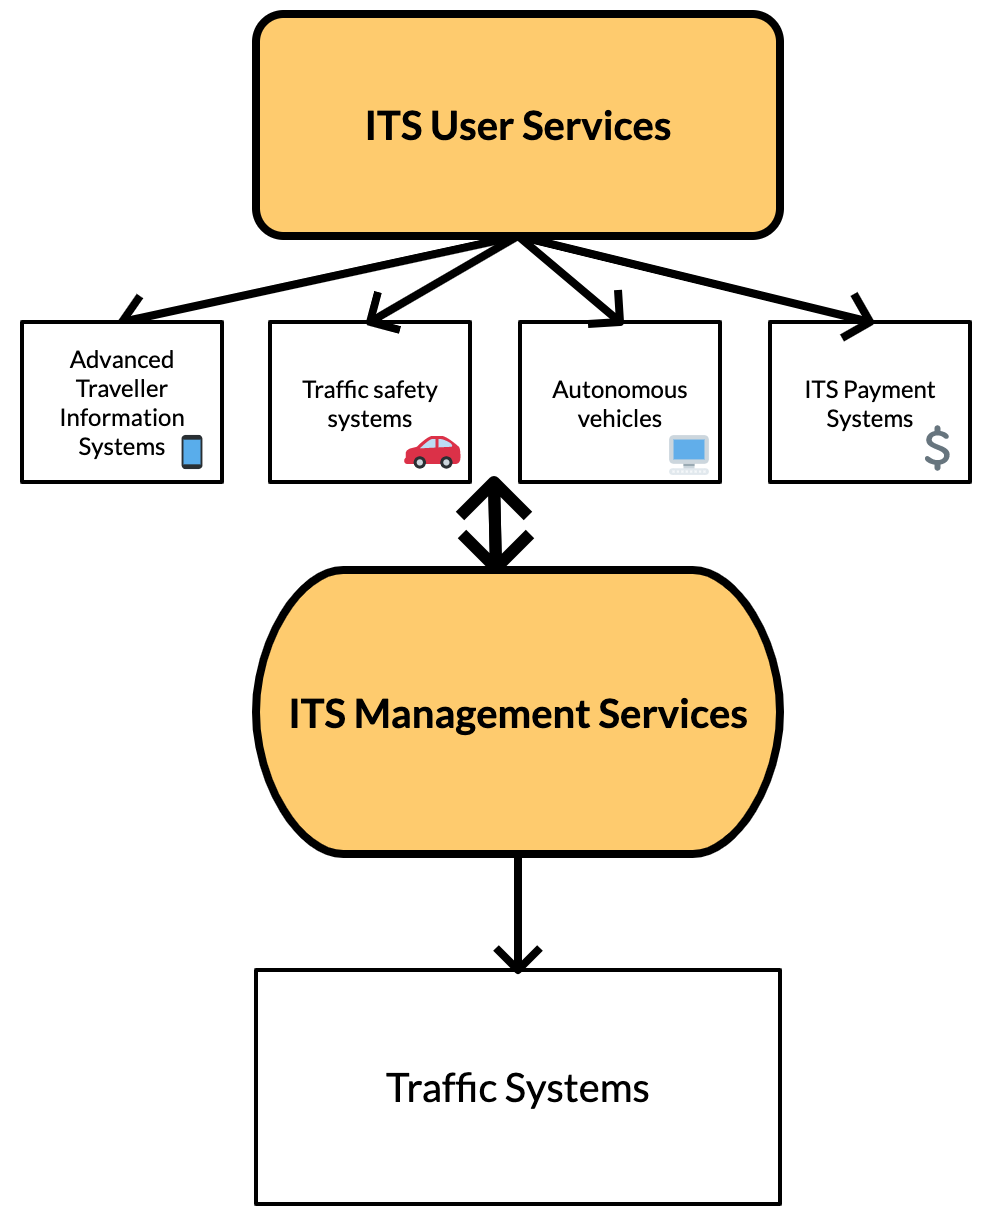 ITS User Services
Advanced
Traveller
Information
Systems
Traffic safety
systems
Autonomous
vehicles
ITS Payment
Systems
$
ITS Management Services
Traffic Systems